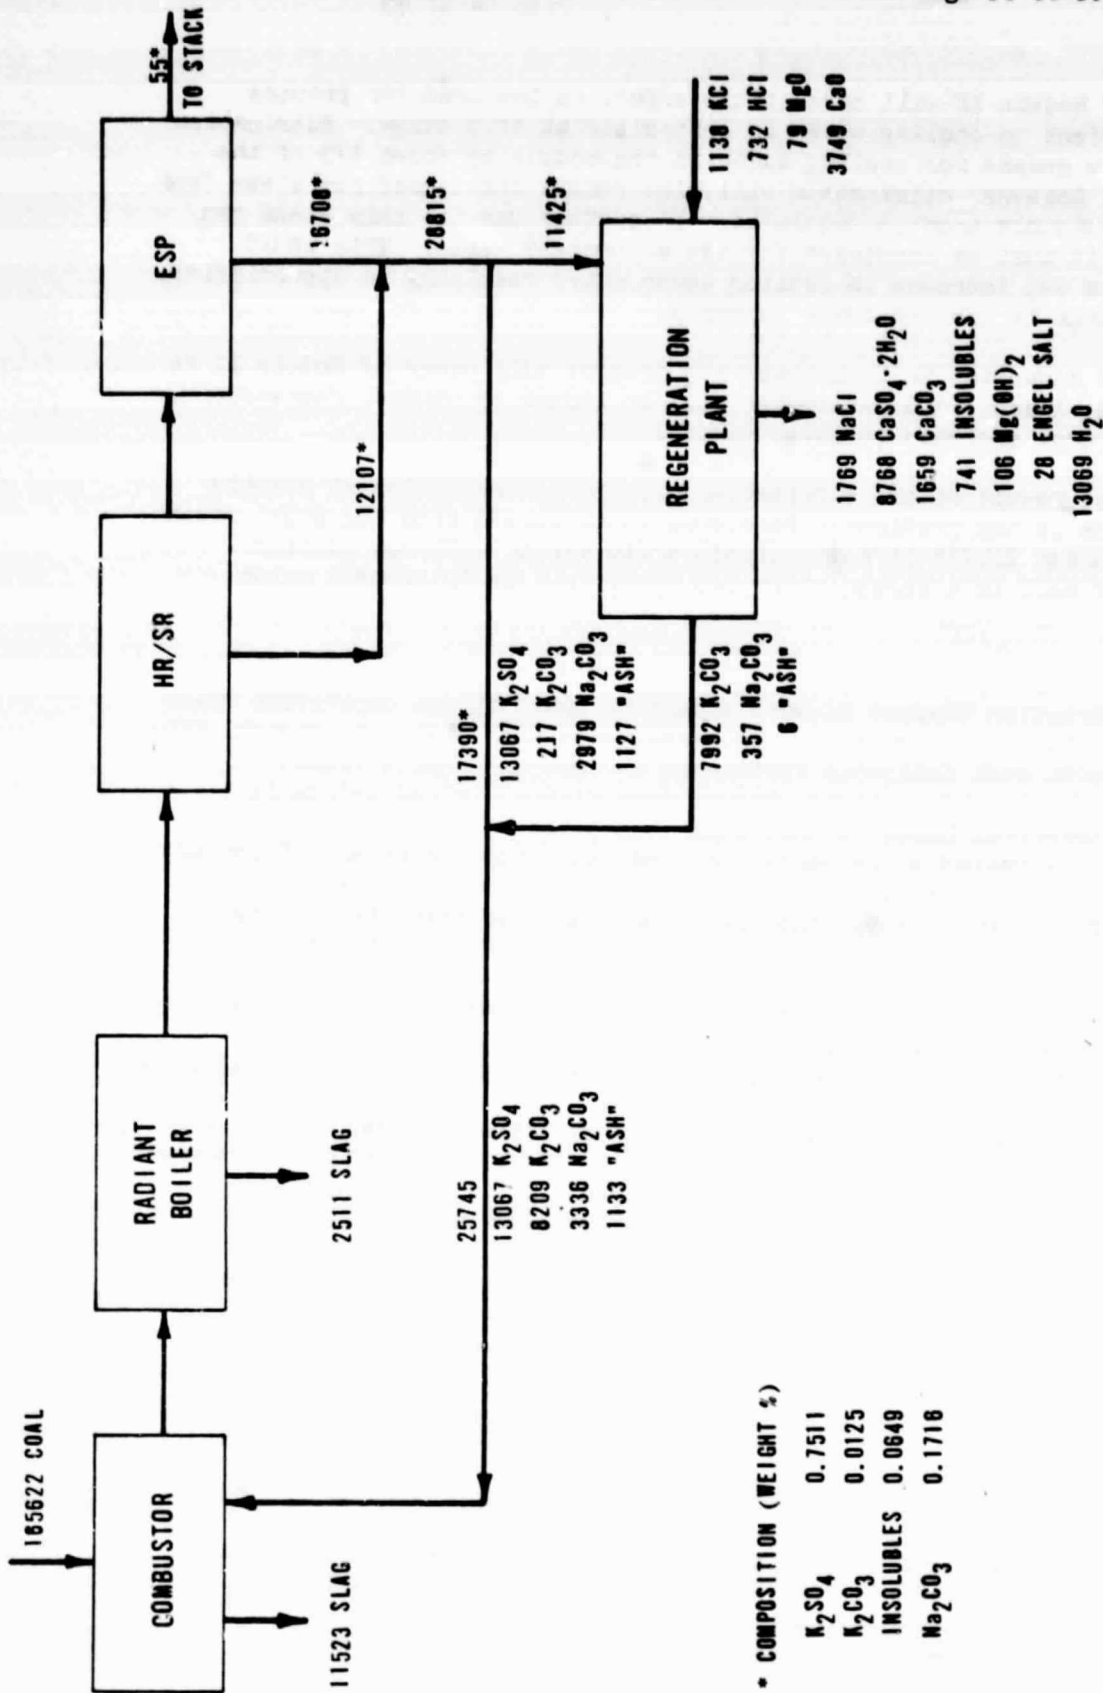 165622 COAL
COMBUSTOR
11523 SLAG
RADIANT
BOILER
2511 SLAG
HR/SR
12107*
ESP
55*
TO STACK
16708*
28815*
11425*
1138 KCl
732 HCl
79 MgO
3749 CaO
REGENERATION
PLANT
1769 NaCl
8768 CaSO4·2H2O
1659 CaCO3
741 INSOLUBLES
106 Mg(OH)2
28 ENGEL SALT
13069 H2O
17390*
13067 K2SO4
217 K2CO3
2979 Na2CO3
1127 "ASH"
7992 K2CO3
357 Na2CO3
6 "ASH"
25745
13067 K2SO4
8209 K2CO3
3336 Na2CO3
1133 "ASH"
* COMPOSITION (WEIGHT %)
K2SO4 0.7511
K2CO3 0.0125
INSOLUBLES 0.0649
Na2CO3 0.1716